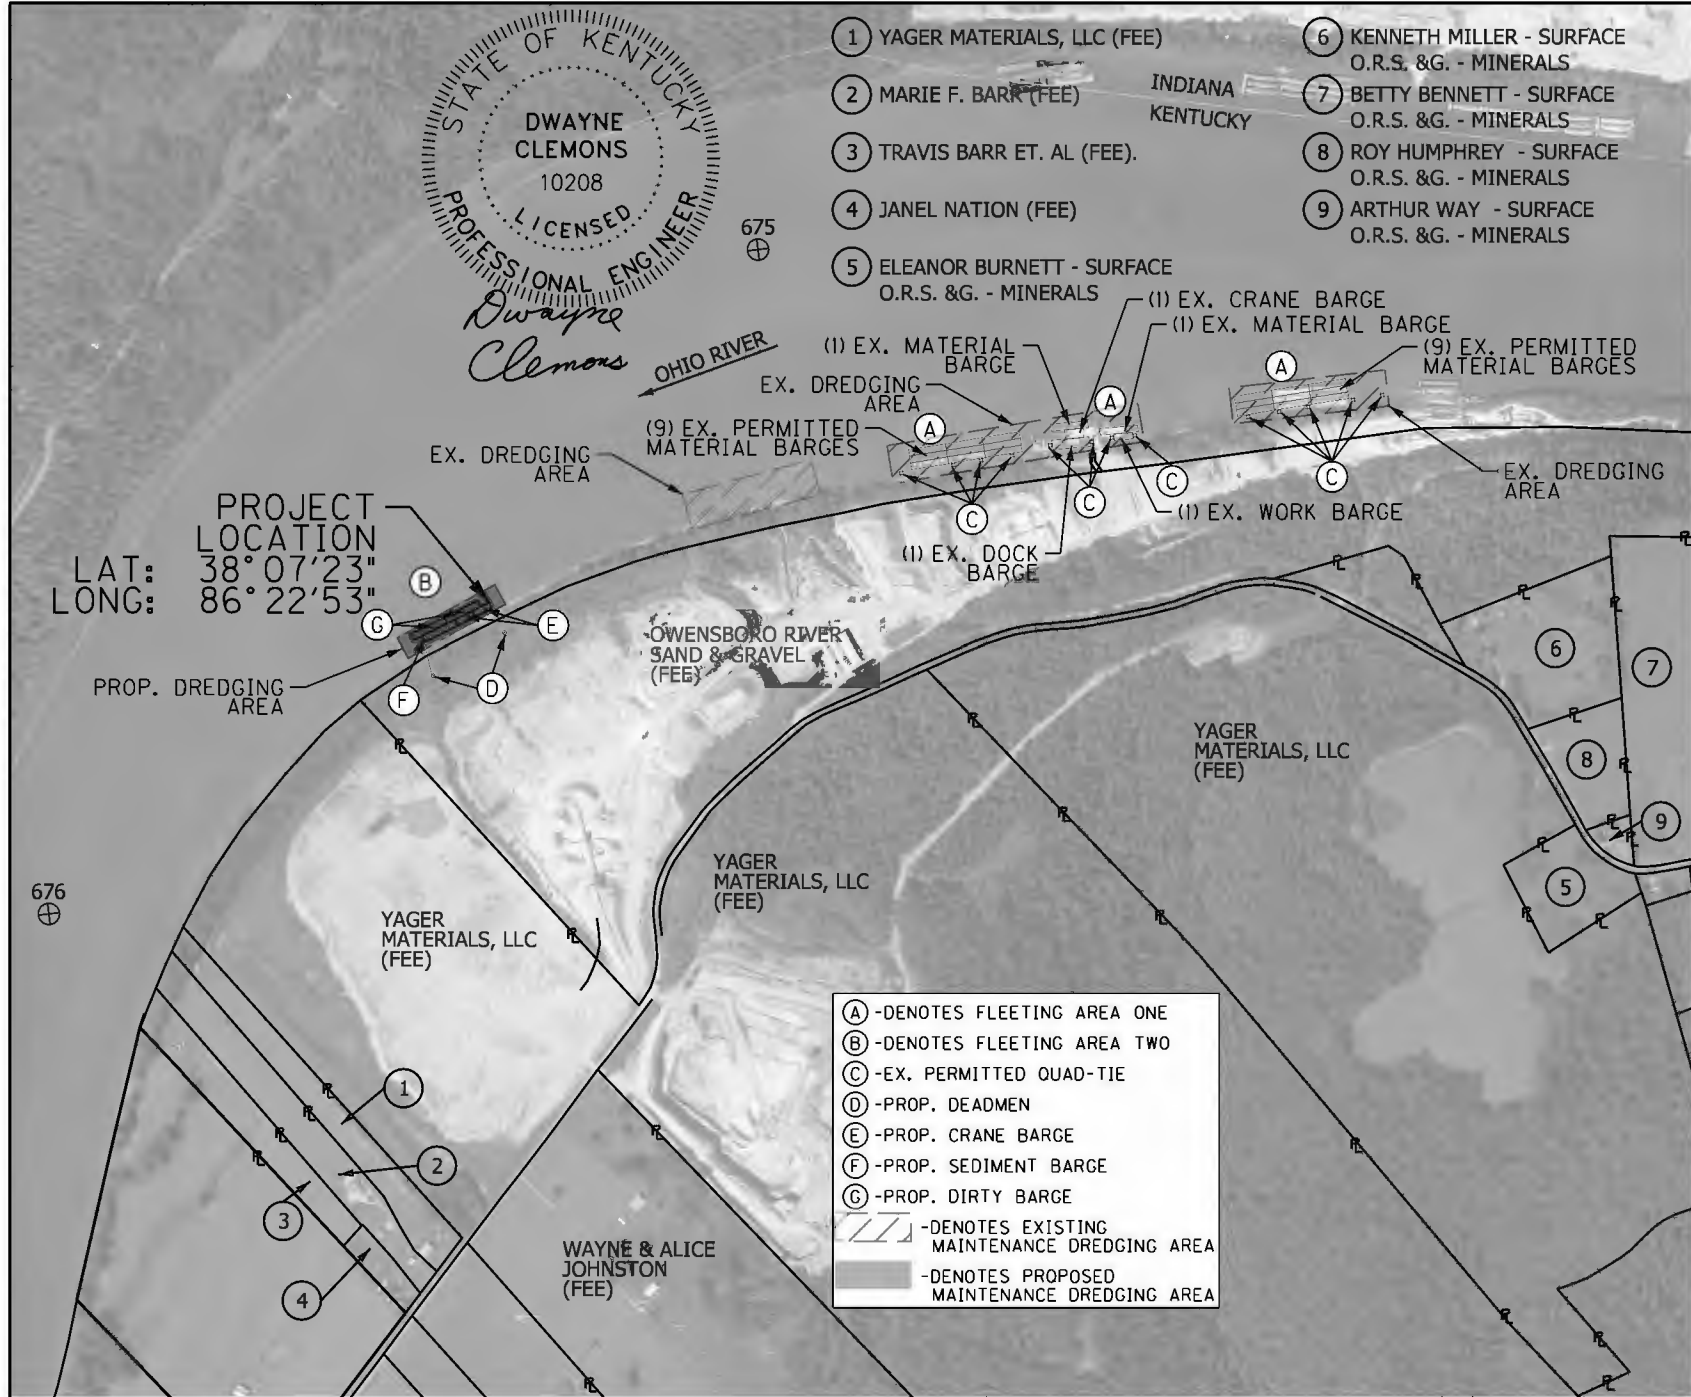 STATE OF KENTUCKY
DWAYNE
CLEMONS
10208
LICENSED
PROFESSIONAL ENGINEER
Dwayne
Clemons
1 YAGER MATERIALS, LLC (FEE)
2 MARIE F. BARR (FEE)
3 TRAVIS BARR ET. AL (FEE).
4 JANEL NATION (FEE)
5 ELEANOR BURNETT - SURFACE
O.R.S. &G. - MINERALS
6 KENNETH MILLER - SURFACE
O.R.S. &G. - MINERALS
7 BETTY BENNETT - SURFACE
O.R.S. &G. - MINERALS
8 ROY HUMPHREY - SURFACE
O.R.S. &G. - MINERALS
9 ARTHUR WAY - SURFACE
O.R.S. &G. - MINERALS
INDIANA
KENTUCKY
675
OHIO RIVER
(1) EX. CRANE BARGE
(1) EX. MATERIAL BARGE
(1) EX. MATERIAL
BARGE
(9) EX. PERMITTED
MATERIAL BARGES
A
EX. DREDGING
AREA
A
A
(9) EX. PERMITTED
MATERIAL BARGES
EX. DREDGING
AREA
C
C
C
C
EX. DREDGING
AREA
(1) EX. WORK BARGE
(1) EX. DOCK
BARGE
PROJECT
LOCATION
LAT: 38°07'23"
LONG: 86°22'53"
B
G
E
D
F
PROP. DREDGING
AREA
OWENSBORO RIVER
SAND & GRAVEL
(FEE)
6
7
8
9
5
YAGER
MATERIALS, LLC
(FEE)
YAGER
MATERIALS, LLC
(FEE)
YAGER
MATERIALS, LLC
(FEE)
676
1
2
3
4
WAYNE & ALICE
JOHNSTON
(FEE)
A -DENOTES FLEETING AREA ONE
B -DENOTES FLEETING AREA TWO
C -EX. PERMITTED QUAD-TIE
D -PROP. DEADMEN
E -PROP. CRANE BARGE
F -PROP. SEDIMENT BARGE
G -PROP. DIRTY BARGE
-DENOTES EXISTING
MAINTENANCE DREDGING AREA
-DENOTES PROPOSED
MAINTENANCE DREDGING AREA